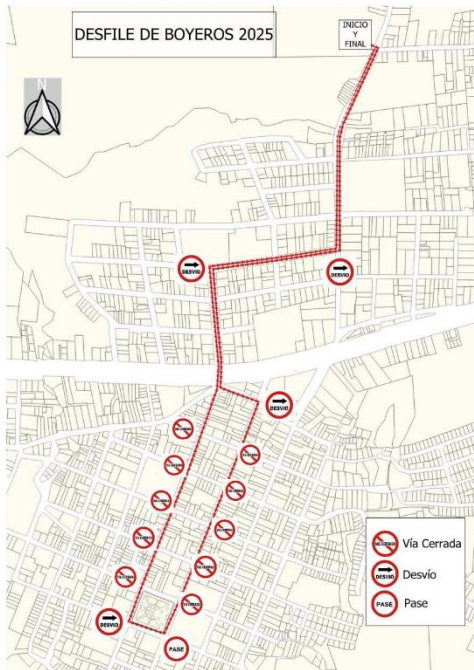 DESFILE DE BOYEROS 2025
INICIO
Y
FINAL
N
DESVIO
DESVIO
DESVIO
DESVIO
PASE
Vía Cerrada
DESVIO
Desvío
PASE
Pase